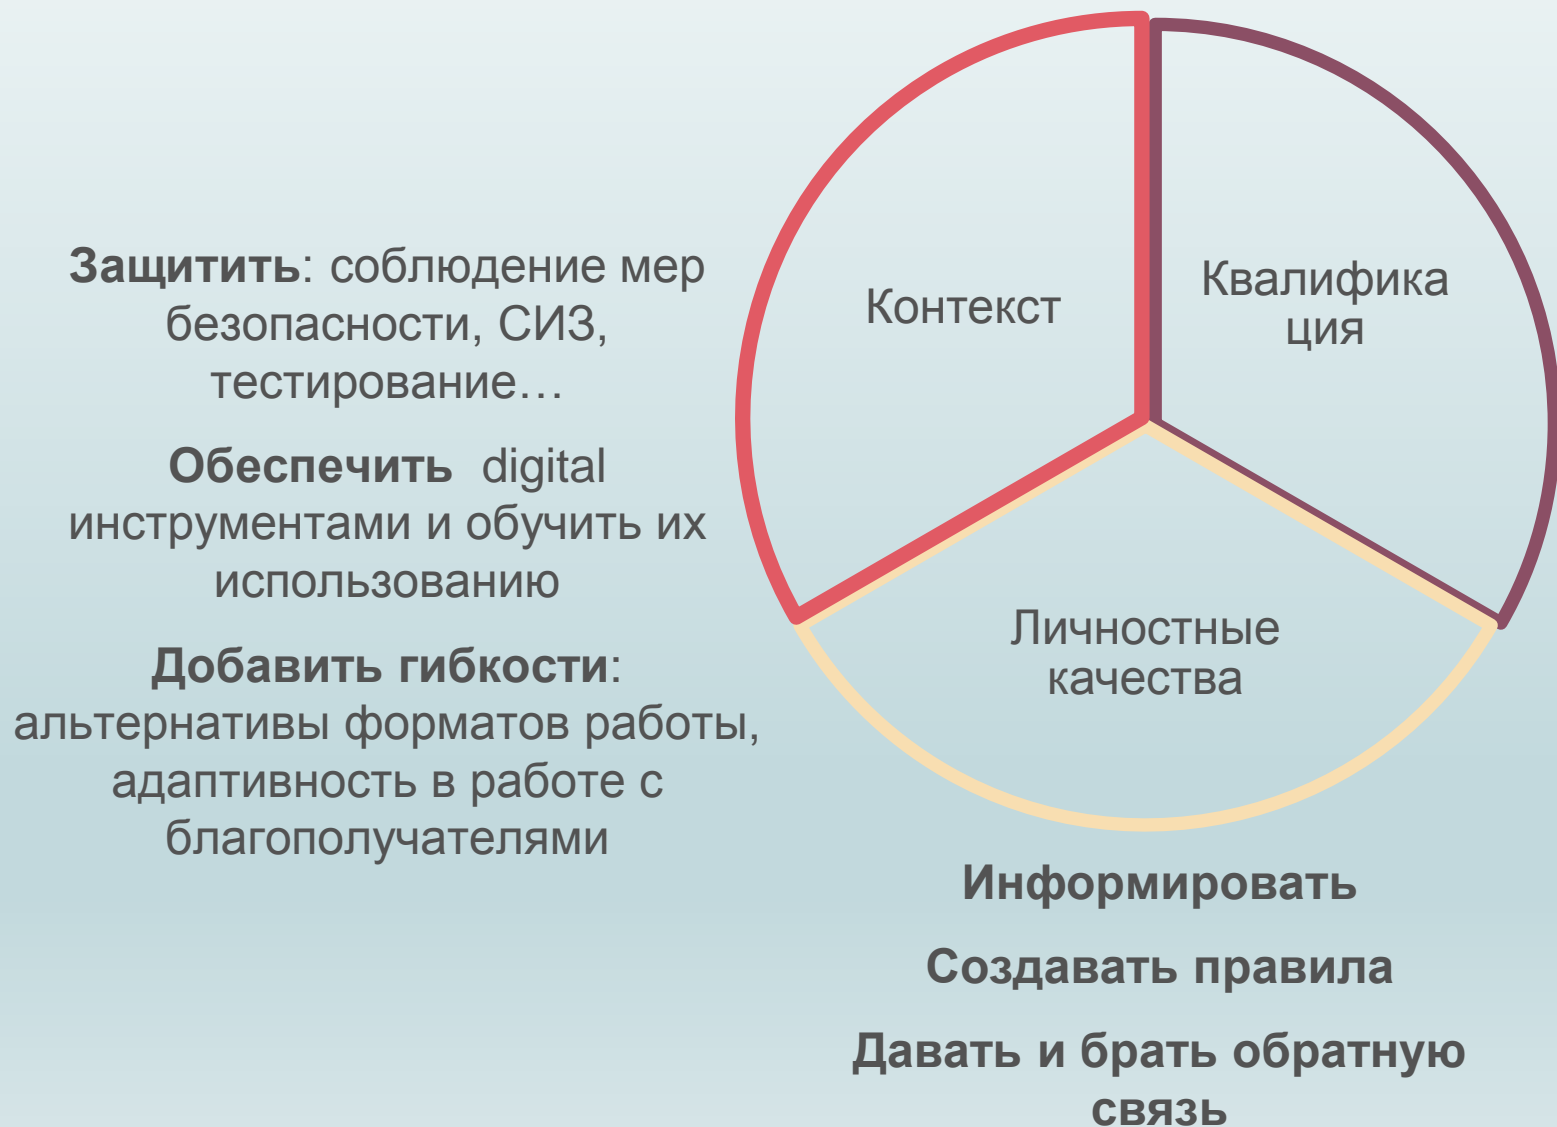 Защитить: соблюдение мер
безопасности, СИЗ,
тестирование…
Обеспечить digital
инструментами и обучить их
использованию
Добавить гибкости:
альтернативы форматов работы,
адаптивность в работе с
благополучателями
Контекст
Квалифика
ция
Личностные
качества
Информировать
Создавать правила
Давать и брать обратную
связь